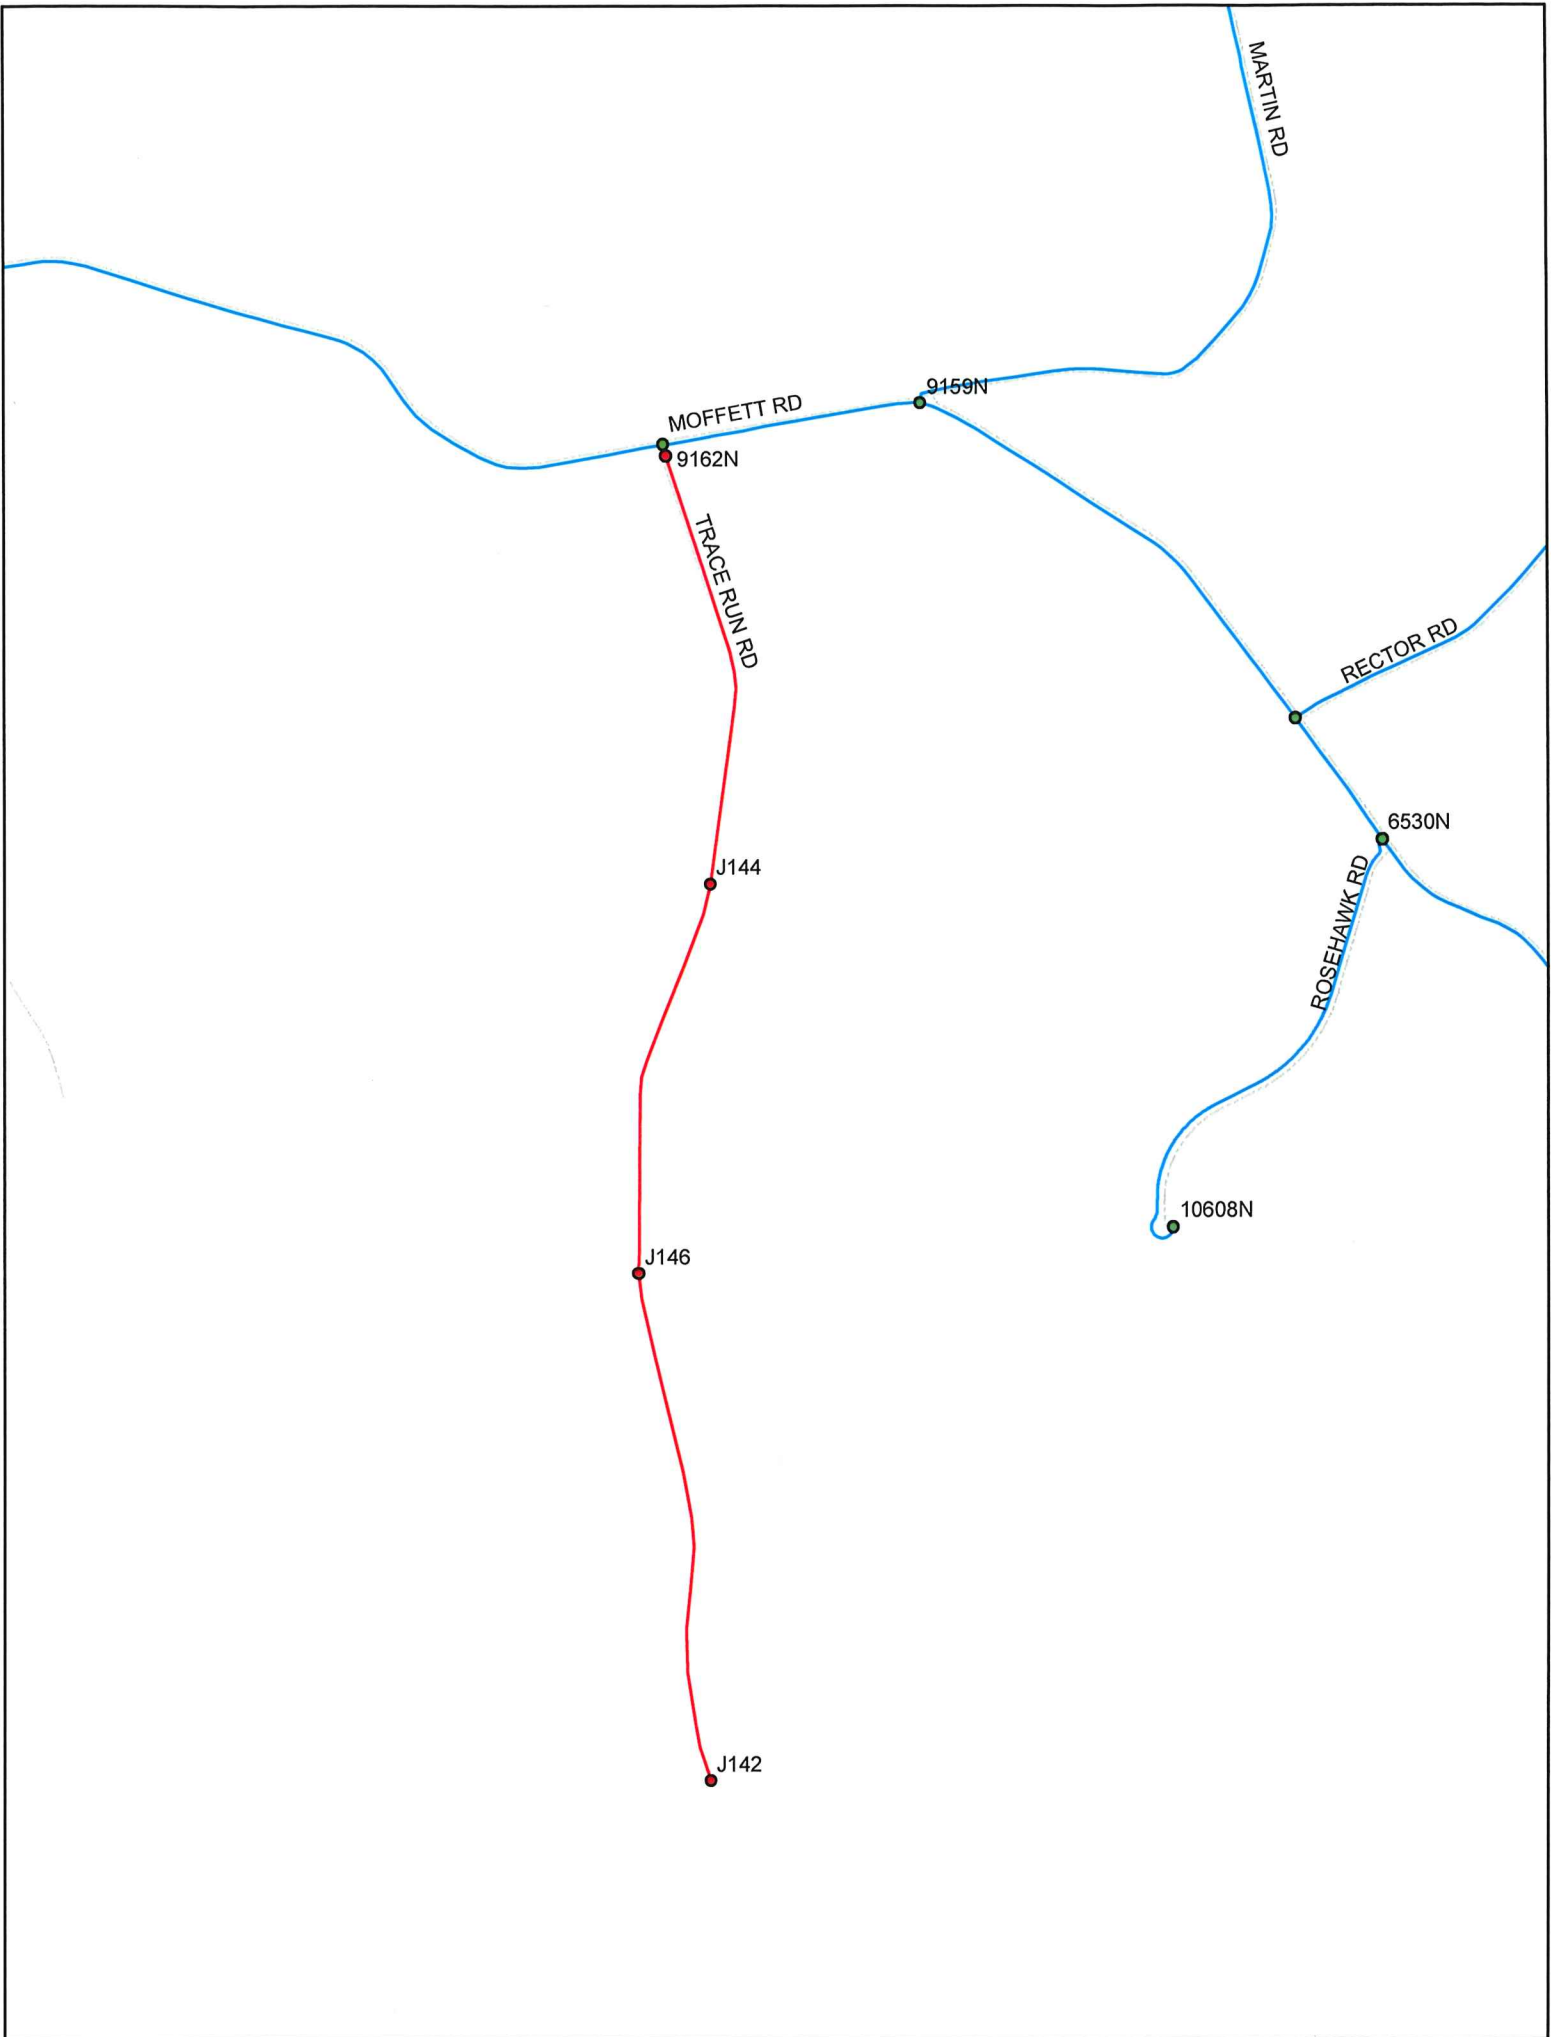 MARTIN RD
9159N
MOFFETT RD
9162N
TRACE RUN RD
RECTOR RD
6530N
J144
ROSEHAWK RD
10608N
J146
J142